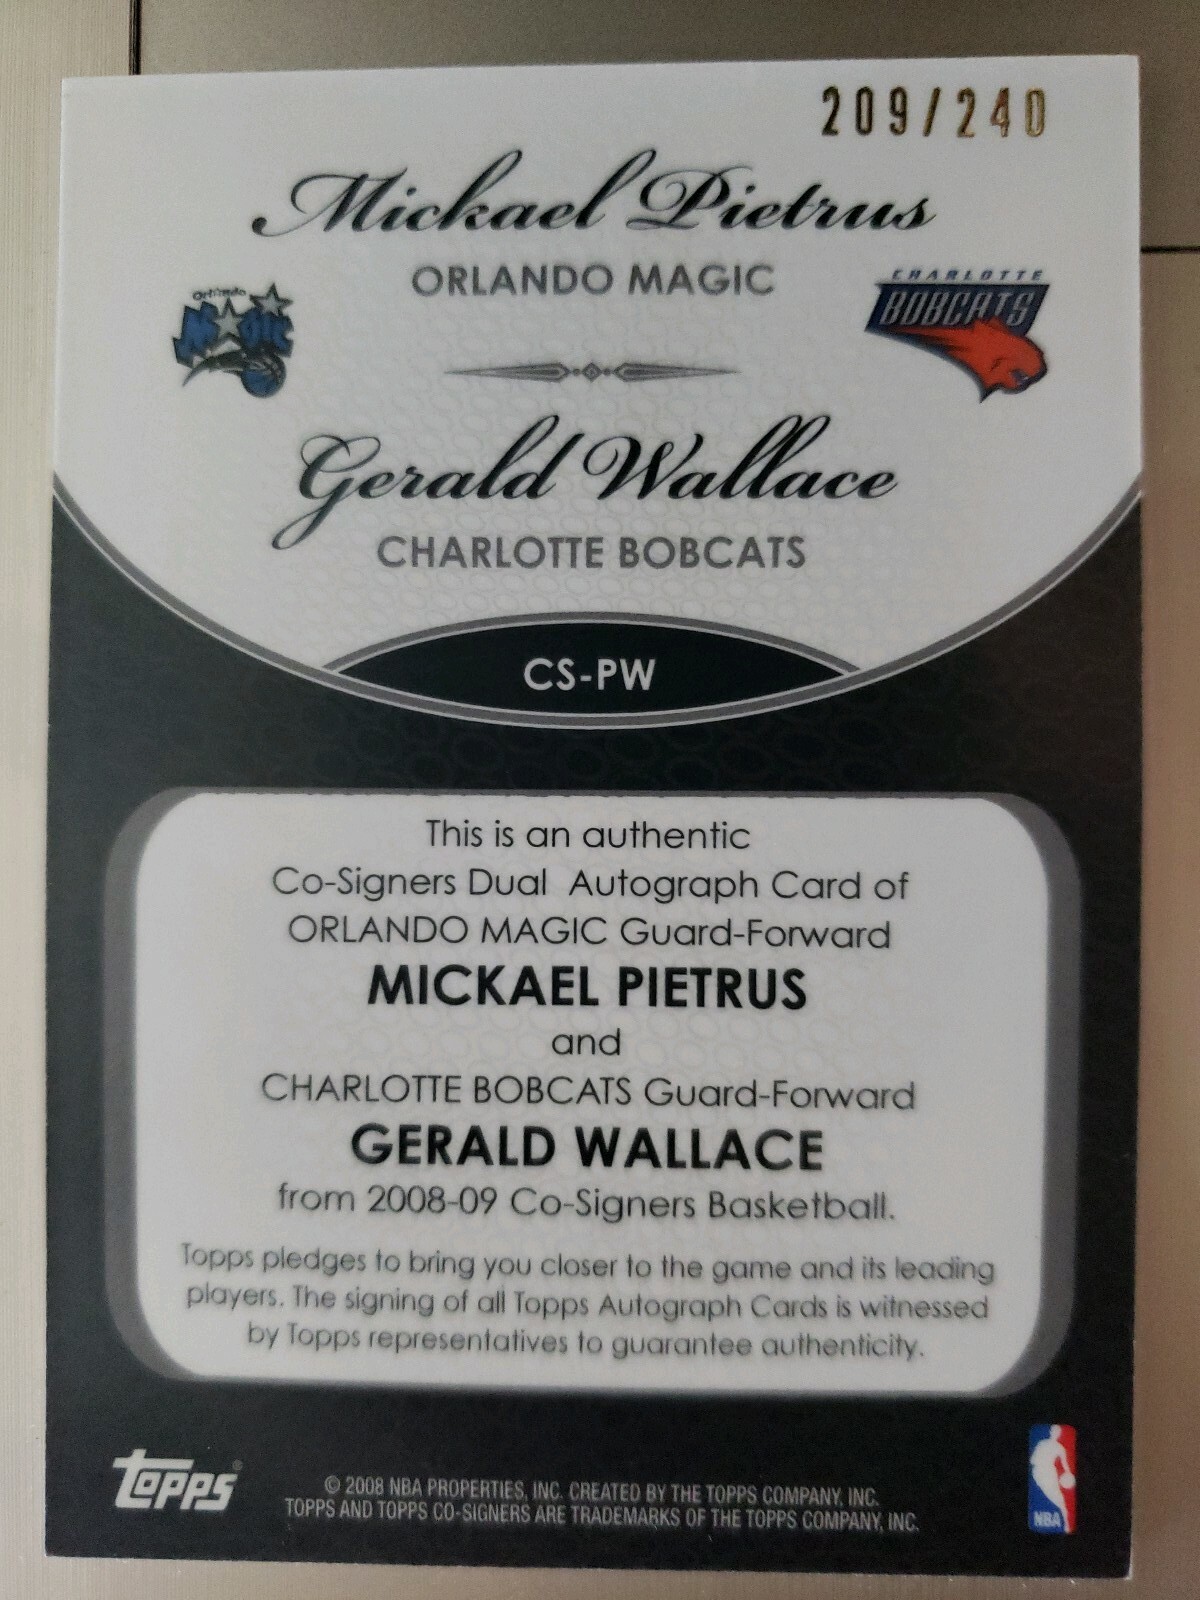 209/240
Mickael Pietrus
ORLANDO MAGIC
Orlando Magic
CHARLOTTE
BOBCATS
Gerald Wallace
CHARLOTTE BOBCATS
CS-PW
This is an authentic
Co-Signers Dual Autograph Card of
ORLANDO MAGIC Guard-Forward
MICKAEL PIETRUS
and
CHARLOTTE BOBCATS Guard-Forward
GERALD WALLACE
from 2008-09 Co-Signers Basketball.
Topps pledges to bring you closer to the game and its leading
players. The signing of all Topps Autograph Cards is witnessed
by Topps representatives to guarantee authenticity.
topps®
© 2008 NBA PROPERTIES, INC. CREATED BY THE TOPPS COMPANY, INC.
TOPPS AND TOPPS CO-SIGNERS ARE TRADEMARKS OF THE TOPPS COMPANY, INC.
NBA